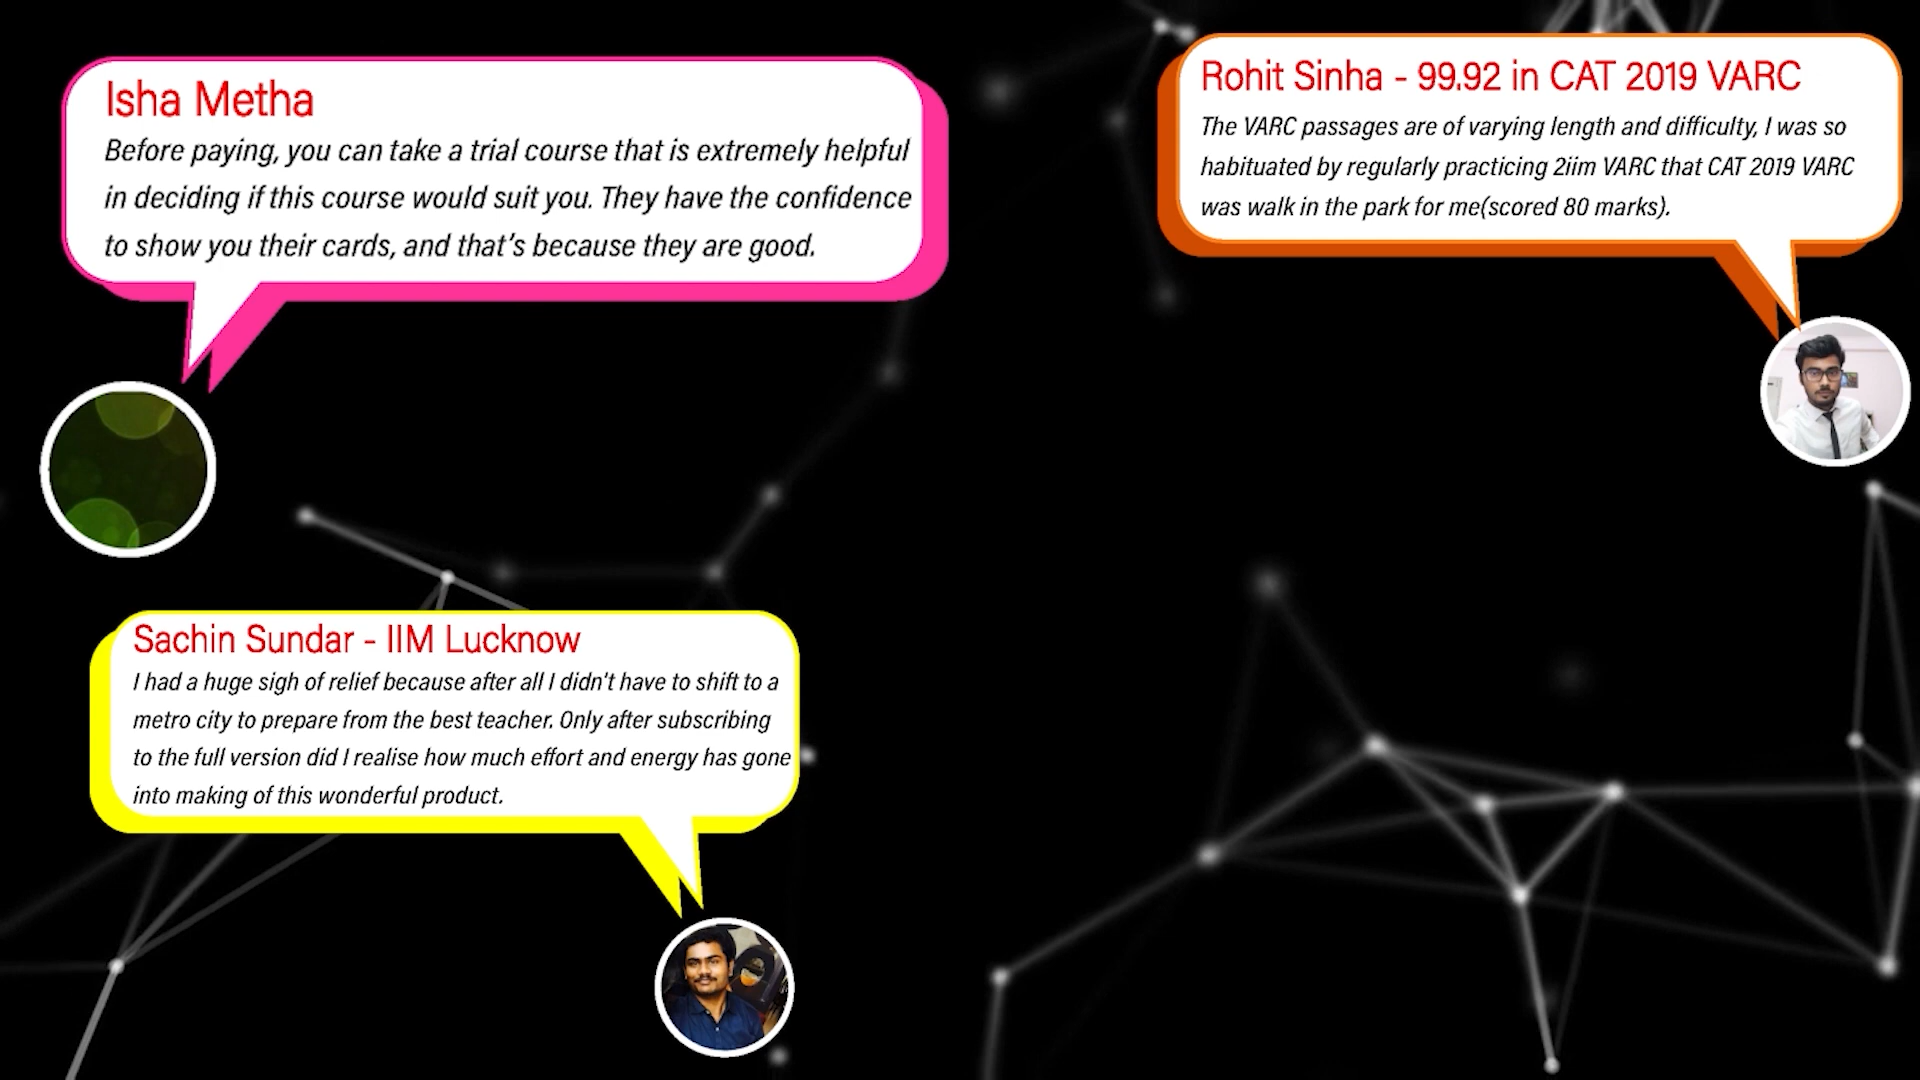 Isha Metha
Before paying, you can take a trial course that is extremely helpful
in deciding if this course would suit you. They have the confidence
to show you their cards, and that's because they are good.
Rohit Sinha - 99.92 in CAT 2019 VARC
The VARC passages are of varying length and difficulty, I was so
habituated by regularly practicing 2iim VARC that CAT 2019 VARC
was walk in the park for me(scored 80 marks).
Sachin Sundar - IIM Lucknow
I had a huge sigh of relief because after all I didn't have to shift to a
metro city to prepare from the best teacher. Only after subscribing
to the full version did I realise how much effort and energy has gone
into making of this wonderful product.